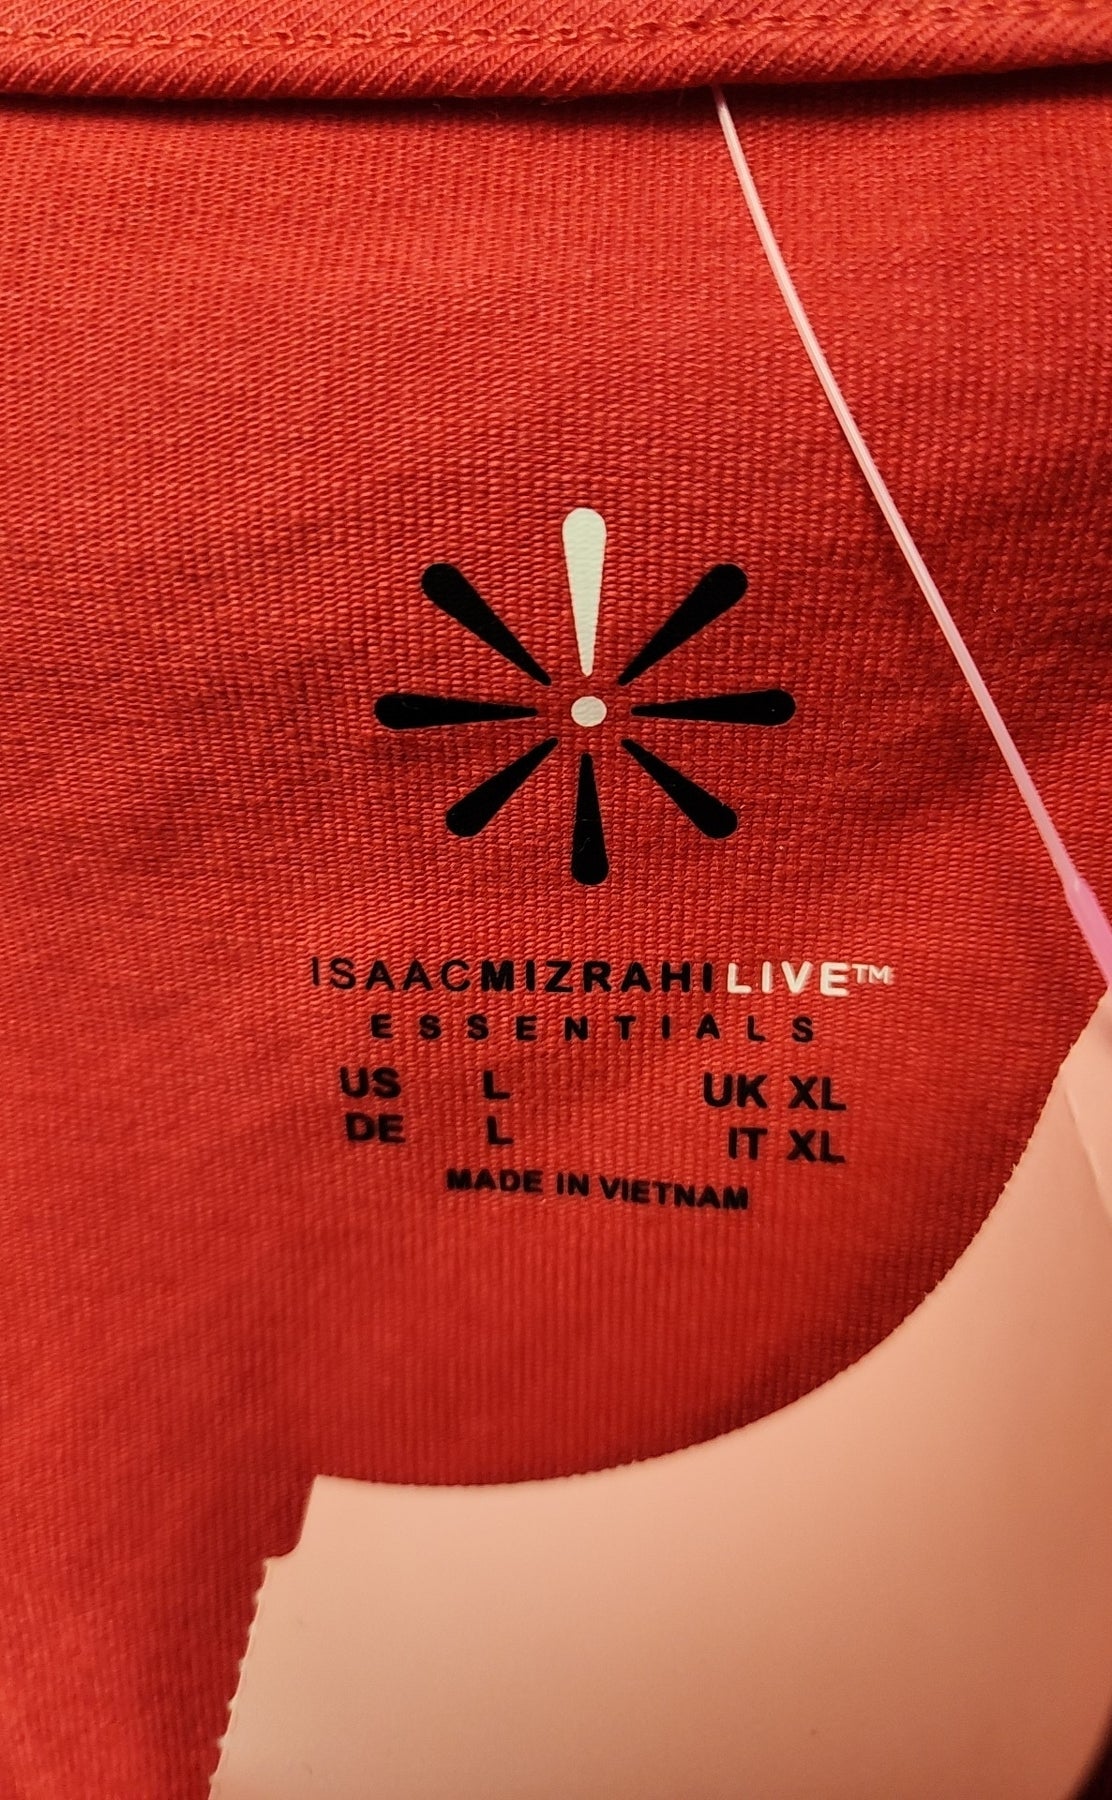 ISAACMIZRAHILIVE™
ESSENTIALS
US L UK XL
DE L IT XL
MADE IN VIETNAM